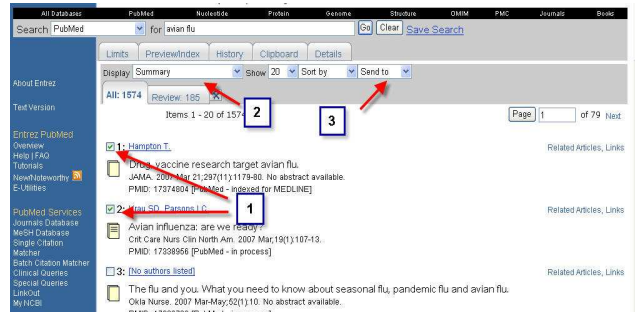 All Databases PubMed Nucleotide Protein Genome Structure OMIM PMC Journals Books
Search PubMed for avian flu Go Clear Save Search
Limits Preview/Index History Clipboard Details
Display Summary Show 20 Sort by Send to
All: 1574 Review: 185
2
3
Items 1 - 20 of 1574
Page 1 of 79 Next
About Entrez
Text Version
Entrez PubMed
Overview
Help | FAQ
Tutorials
New/Noteworthy
E-Utilities
PubMed Services
Journals Database
MeSH Database
Single Citation
Matcher
Batch Citation Matcher
Clinical Queries
Special Queries
LinkOut
My NCBI
1: Hampton T. Related Articles, Links
Drug, vaccine research target avian flu.
JAMA. 2007 Mar 21;297(11):1179-80. No abstract available.
PMID: 17374804 [PubMed - indexed for MEDLINE]
1
2: Parsons LC. Related Articles, Links
Avian influenza: are we ready?
Crit Care Nurs Clin North Am. 2007 Mar;19(1):107-13.
PMID: 17338956 [PubMed - in process]
3: [No authors listed] Related Articles, Links
The flu and you. What you need to know about seasonal flu, pandemic flu and avian flu.
Okla Nurse. 2007 Mar-May;52(1):10. No abstract available.